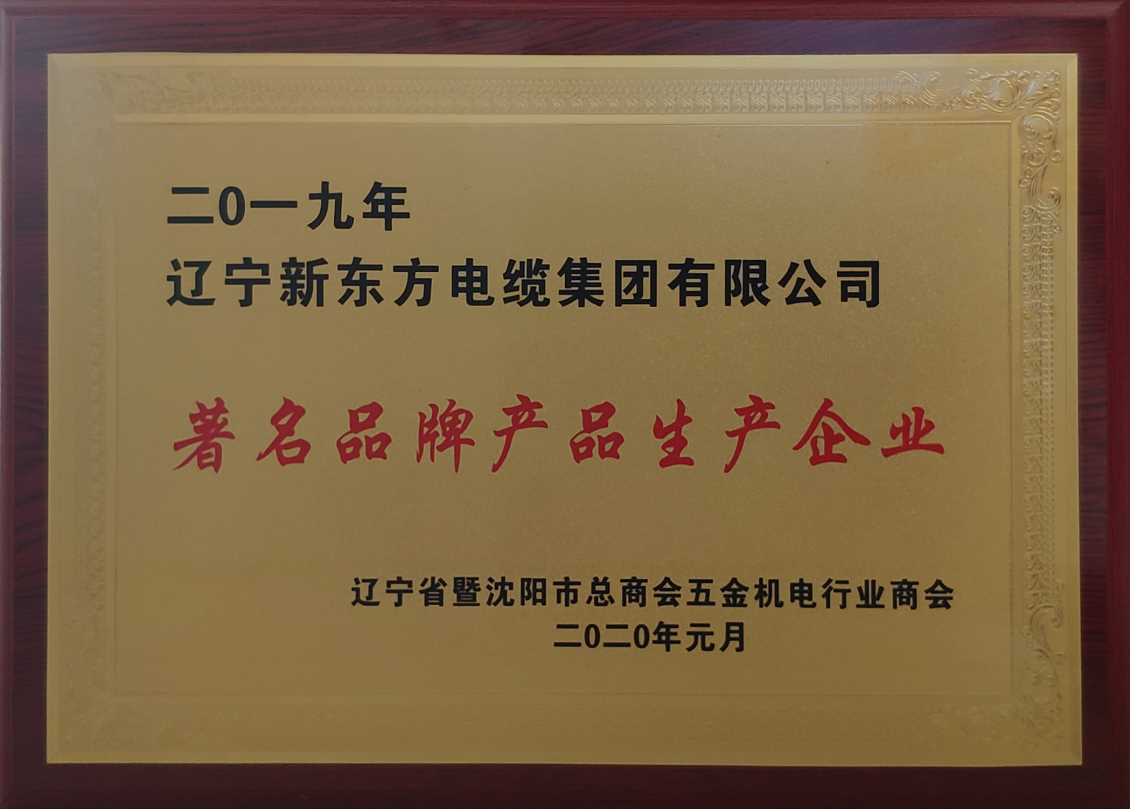 二0一九年
辽宁新东方电缆集团有限公司
著名品牌产品生产企业
辽宁省暨沈阳市总商会五金机电行业商会
二0二0年元月